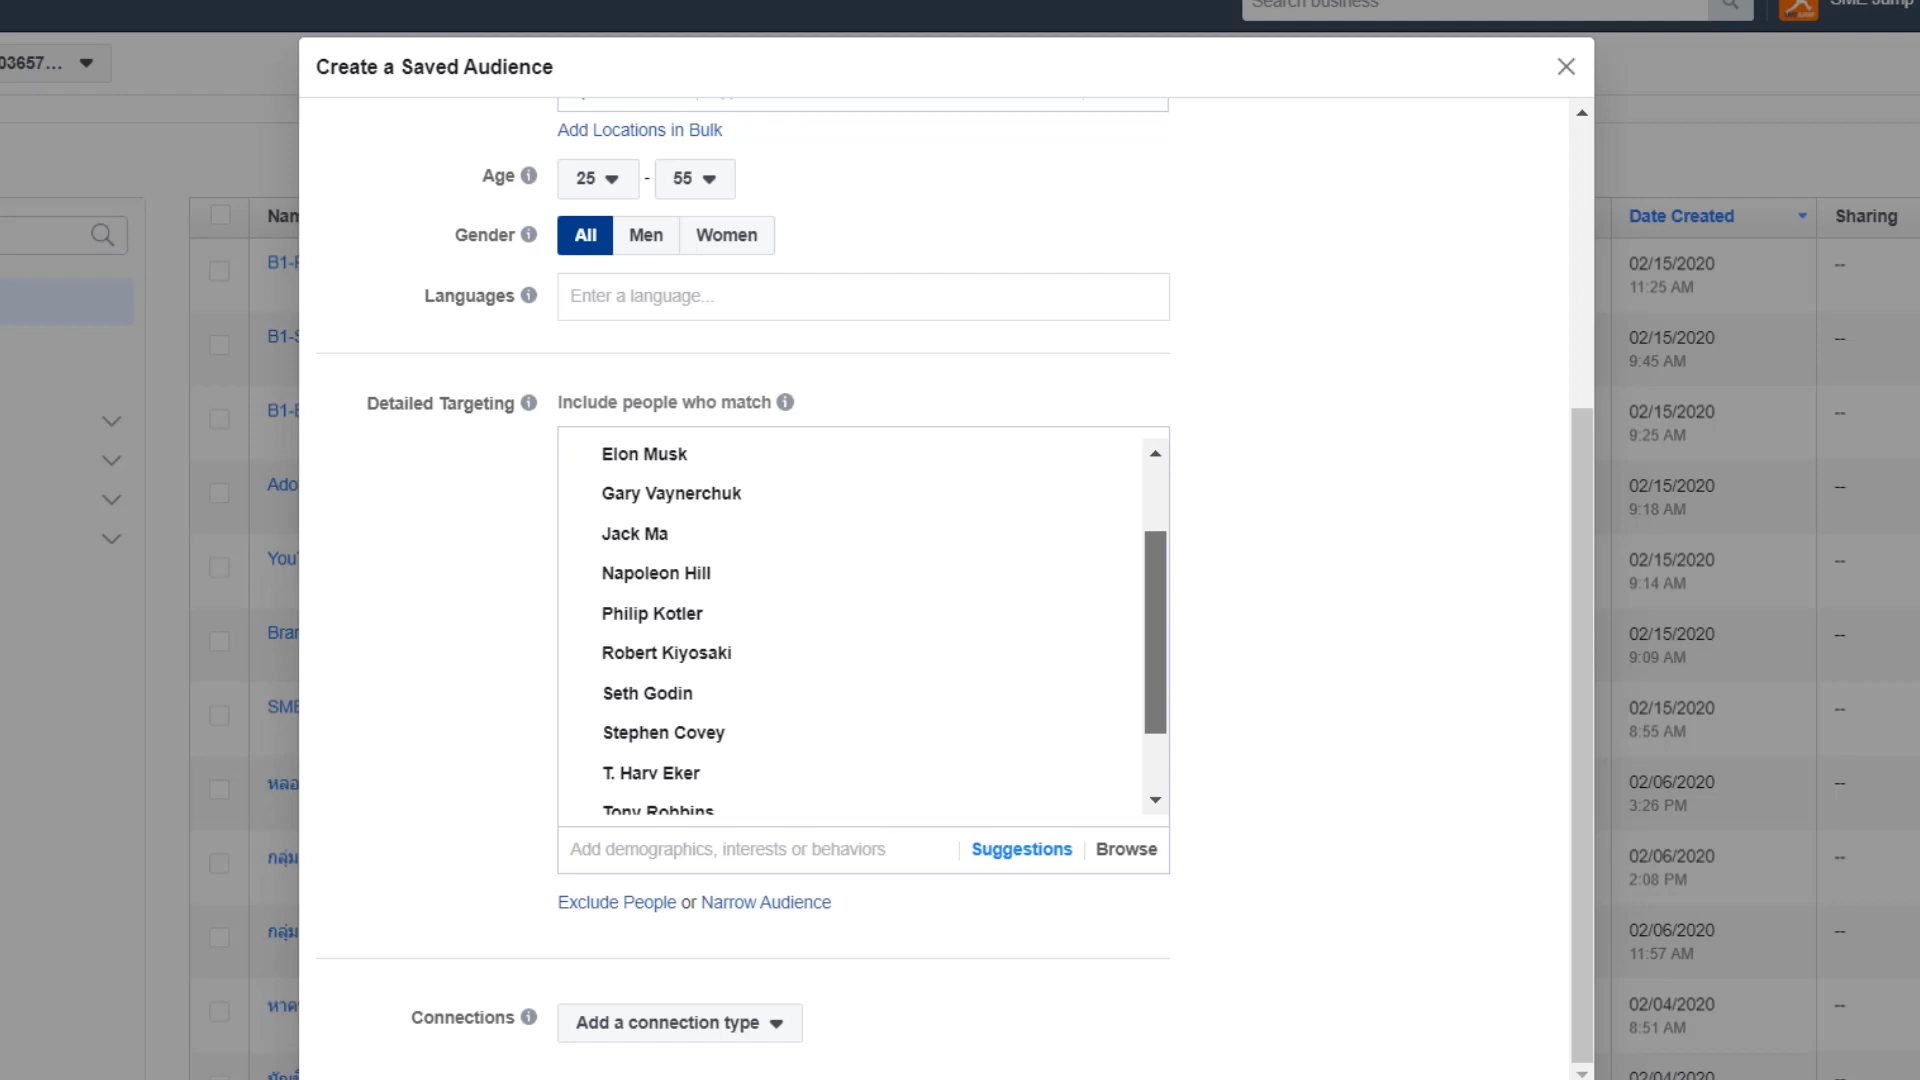 Search business
SME Jump
03657...
Create a Saved Audience
Add Locations in Bulk
Age
25
-
55
Gender
All
Men
Women
Languages
Enter a language...
Detailed Targeting
Include people who match
Elon Musk
Gary Vaynerchuk
Jack Ma
Napoleon Hill
Philip Kotler
Robert Kiyosaki
Seth Godin
Stephen Covey
T. Harv Eker
Tony Robbins
Add demographics, interests or behaviors
Suggestions
Browse
Exclude People or Narrow Audience
Connections
Add a connection type
Nam
B1-
B1-S
B1-
Ado
You
Bran
SME
หลอ
กลุ่ม
กลุ่ม
หาค
Date Created
Sharing
02/15/2020
11:25 AM
--
02/15/2020
9:45 AM
--
02/15/2020
9:25 AM
--
02/15/2020
9:18 AM
--
02/15/2020
9:14 AM
--
02/15/2020
9:09 AM
--
02/15/2020
8:55 AM
--
02/06/2020
3:26 PM
--
02/06/2020
2:08 PM
--
02/06/2020
11:57 AM
--
02/04/2020
8:51 AM
--
02/04/2020